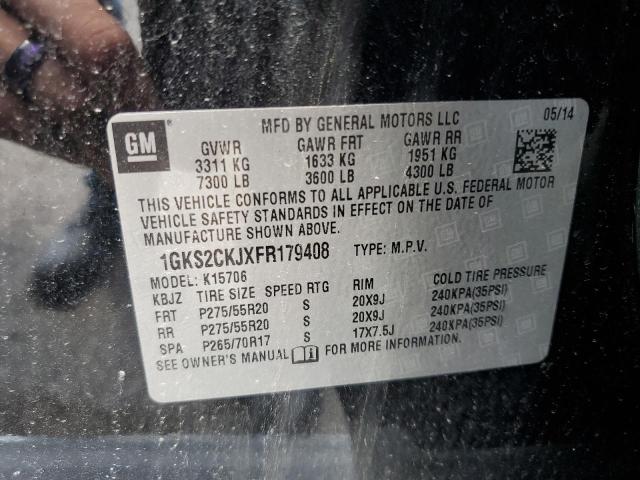 GM
MFD BY GENERAL MOTORS LLC 05/14
GVWR GAWR FRT GAWR RR
3311 KG 1633 KG 1951 KG
7300 LB 3600 LB 4300 LB
THIS VEHICLE CONFORMS TO ALL APPLICABLE U.S. FEDERAL MOTOR
VEHICLE SAFETY STANDARDS IN EFFECT ON THE DATE OF
MANUFACTURE SHOWN ABOVE.
1GKS2CKJXFR179408 TYPE: M.P.V.
MODEL: K15706
KBJZ TIRE SIZE SPEED RTG RIM COLD TIRE PRESSURE
FRT P275/55R20 S 20X9J 240KPA(35PSI)
RR P275/55R20 S 20X9J 240KPA(35PSI)
SPA P265/70R17 S 17X7.5J 240KPA(35PSI)
SEE OWNER'S MANUAL FOR MORE INFORMATION.